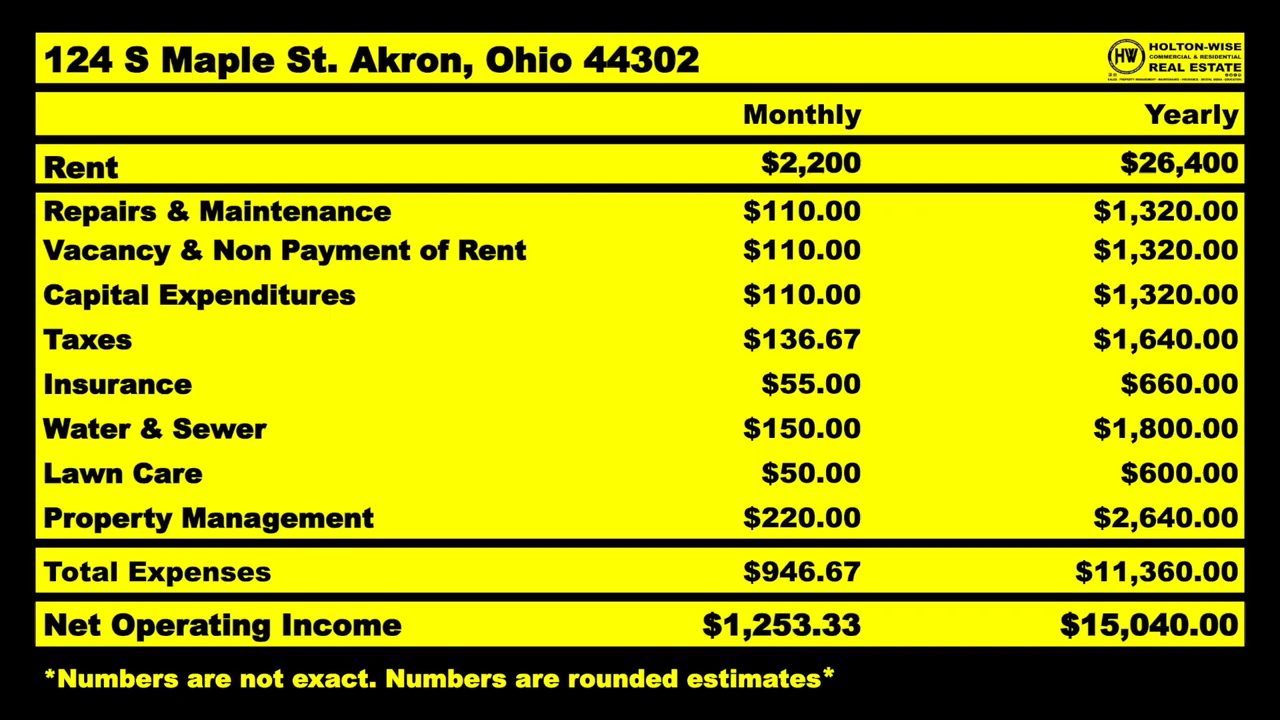 124 S Maple St. Akron, Ohio 44302
HW
HOLTON-WISE
COMMERCIAL & RESIDENTIAL
REAL ESTATE
Monthly Yearly
Rent $2,200 $26,400
Repairs & Maintenance $110.00 $1,320.00
Vacancy & Non Payment of Rent $110.00 $1,320.00
Capital Expenditures $110.00 $1,320.00
Taxes $136.67 $1,640.00
Insurance $55.00 $660.00
Water & Sewer $150.00 $1,800.00
Lawn Care $50.00 $600.00
Property Management $220.00 $2,640.00
Total Expenses $946.67 $11,360.00
Net Operating Income $1,253.33 $15,040.00
*Numbers are not exact. Numbers are rounded estimates*